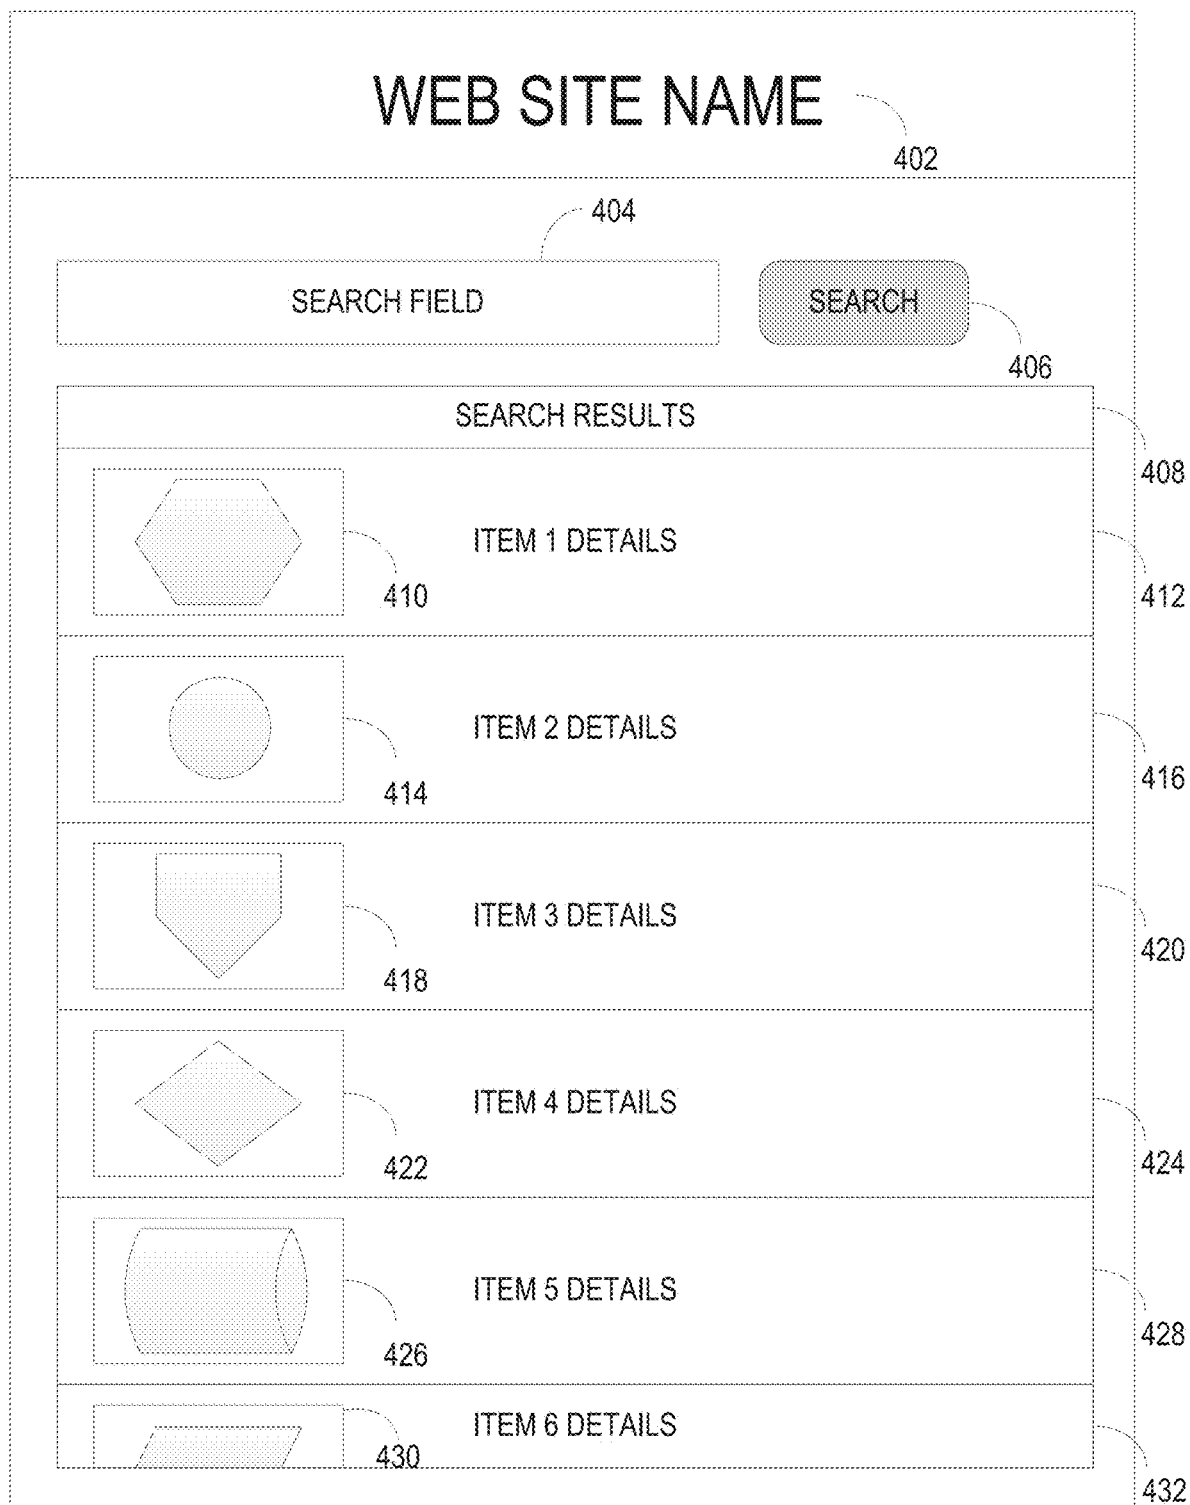 WEB SITE NAME
402
404
SEARCH FIELD
SEARCH
406
SEARCH RESULTS
408
ITEM 1 DETAILS
410
412
ITEM 2 DETAILS
414
416
ITEM 3 DETAILS
418
420
ITEM 4 DETAILS
422
424
ITEM 5 DETAILS
426
428
ITEM 6 DETAILS
430
432